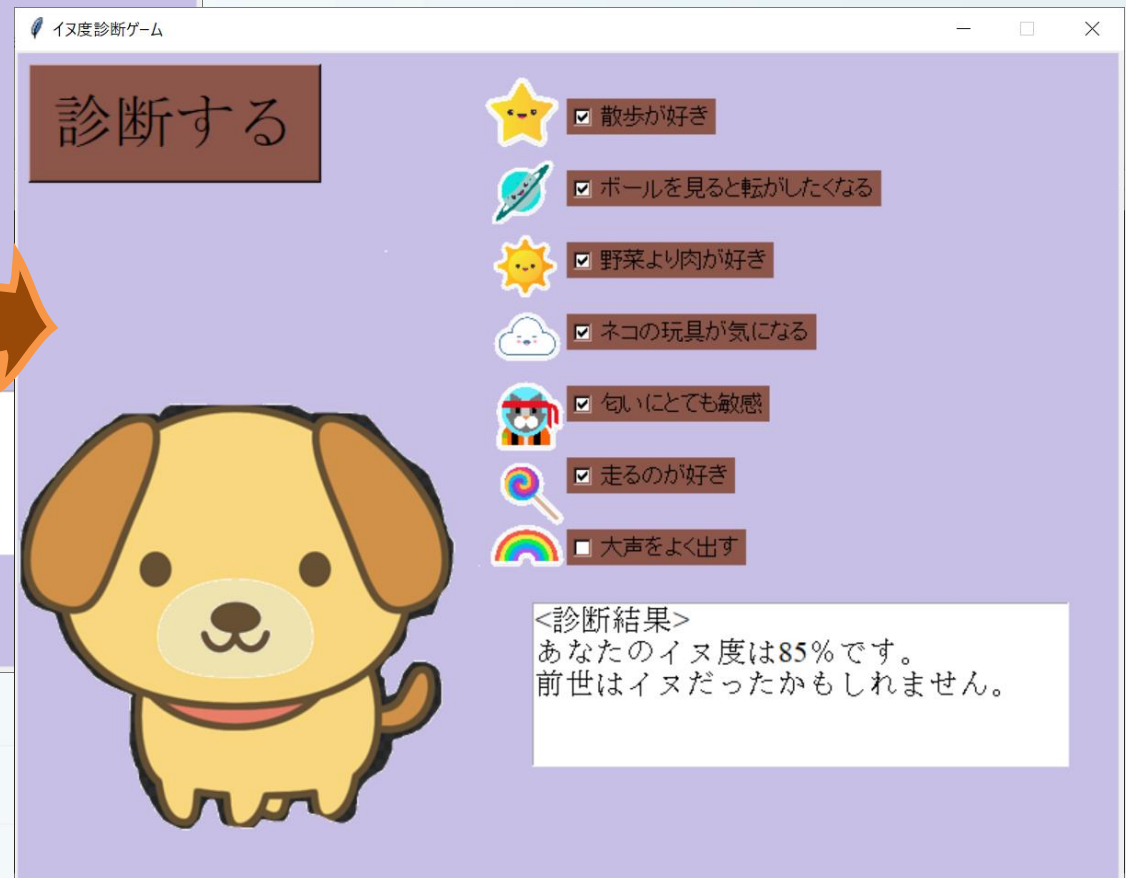 イヌ度診断ゲーム
診断する
散歩が好き
ボールを見ると転がしたくなる
野菜より肉が好き
ネコの玩具が気になる
匂いにとても敏感
走るのが好き
大声をよく出す
<診断結果>
あなたのイヌ度は85％です。
前世はイヌだったかもしれません。